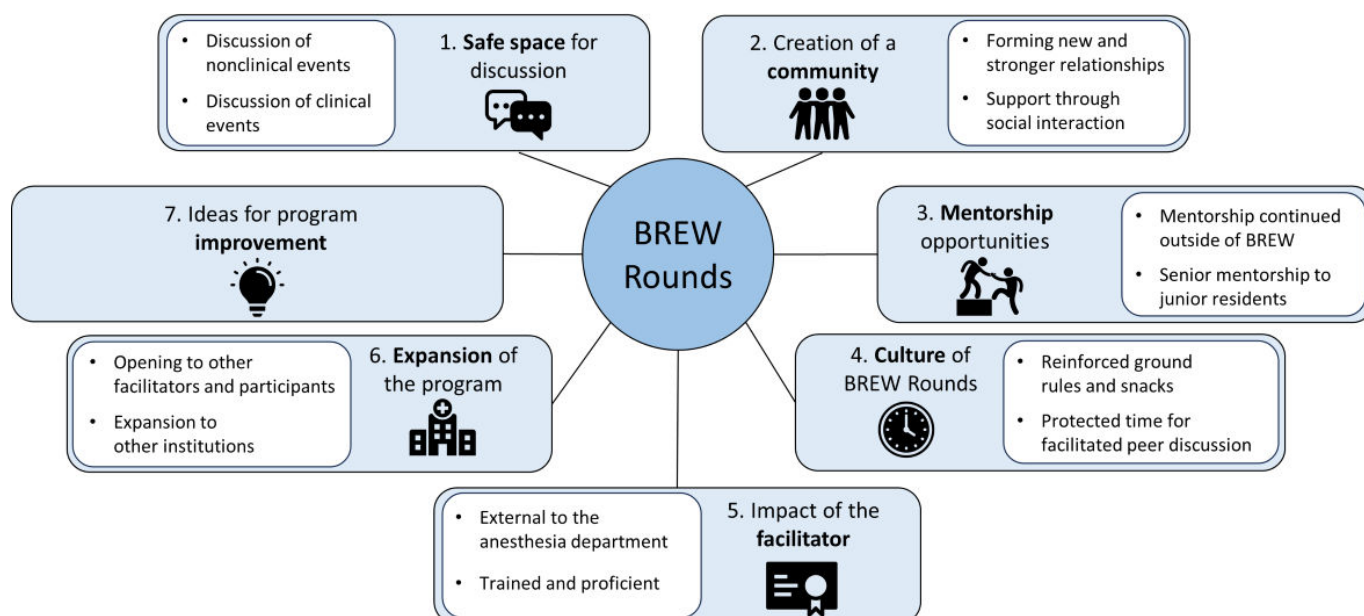 • Discussion of
nonclinical events
• Discussion of clinical
events
1. Safe space for
discussion
2. Creation of a
community
• Forming new and
stronger relationships
• Support through
social interaction
BREW
Rounds
3. Mentorship
opportunities
• Mentorship continued
outside of BREW
• Senior mentorship to
junior residents
4. Culture of
BREW Rounds
• Reinforced ground
rules and snacks
• Protected time for
facilitated peer discussion
• External to the
anesthesia department
• Trained and proficient
5. Impact of the
facilitator
• Opening to other
facilitators and participants
• Expansion to
other institutions
6. Expansion of
the program
7. Ideas for program
improvement